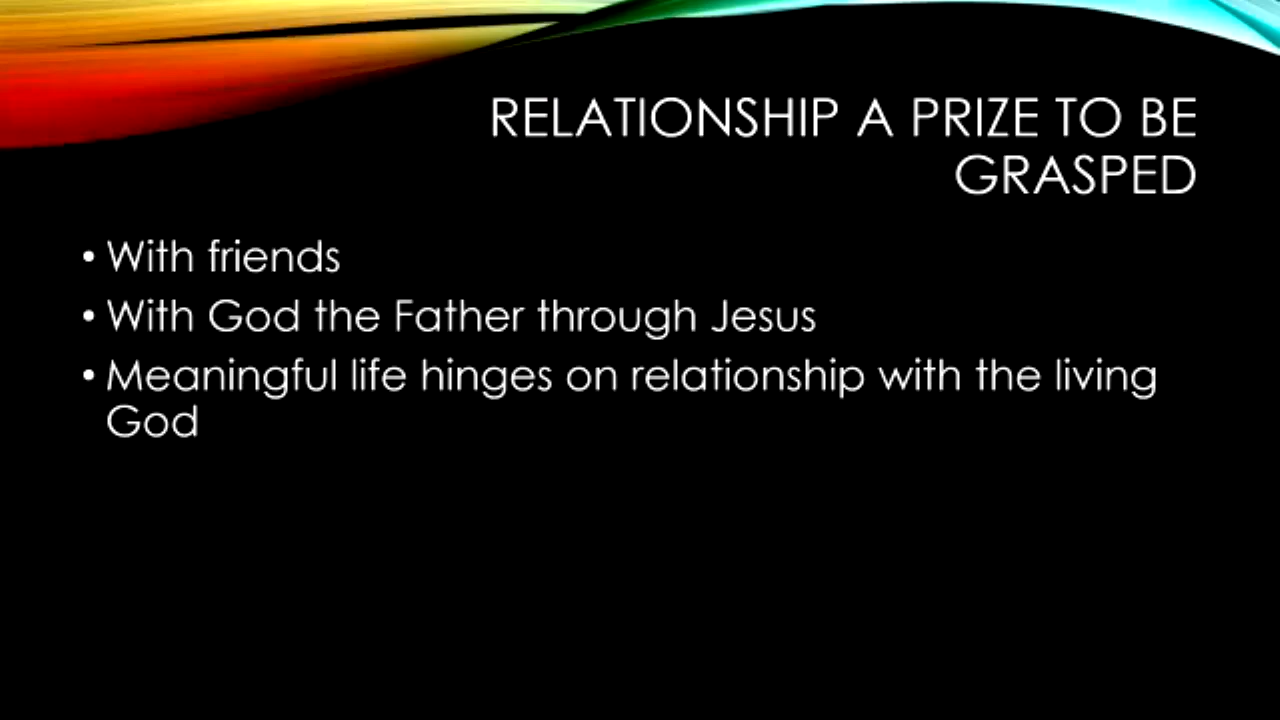 RELATIONSHIP A PRIZE TO BE
GRASPED
• With friends
• With God the Father through Jesus
• Meaningful life hinges on relationship with the living
God